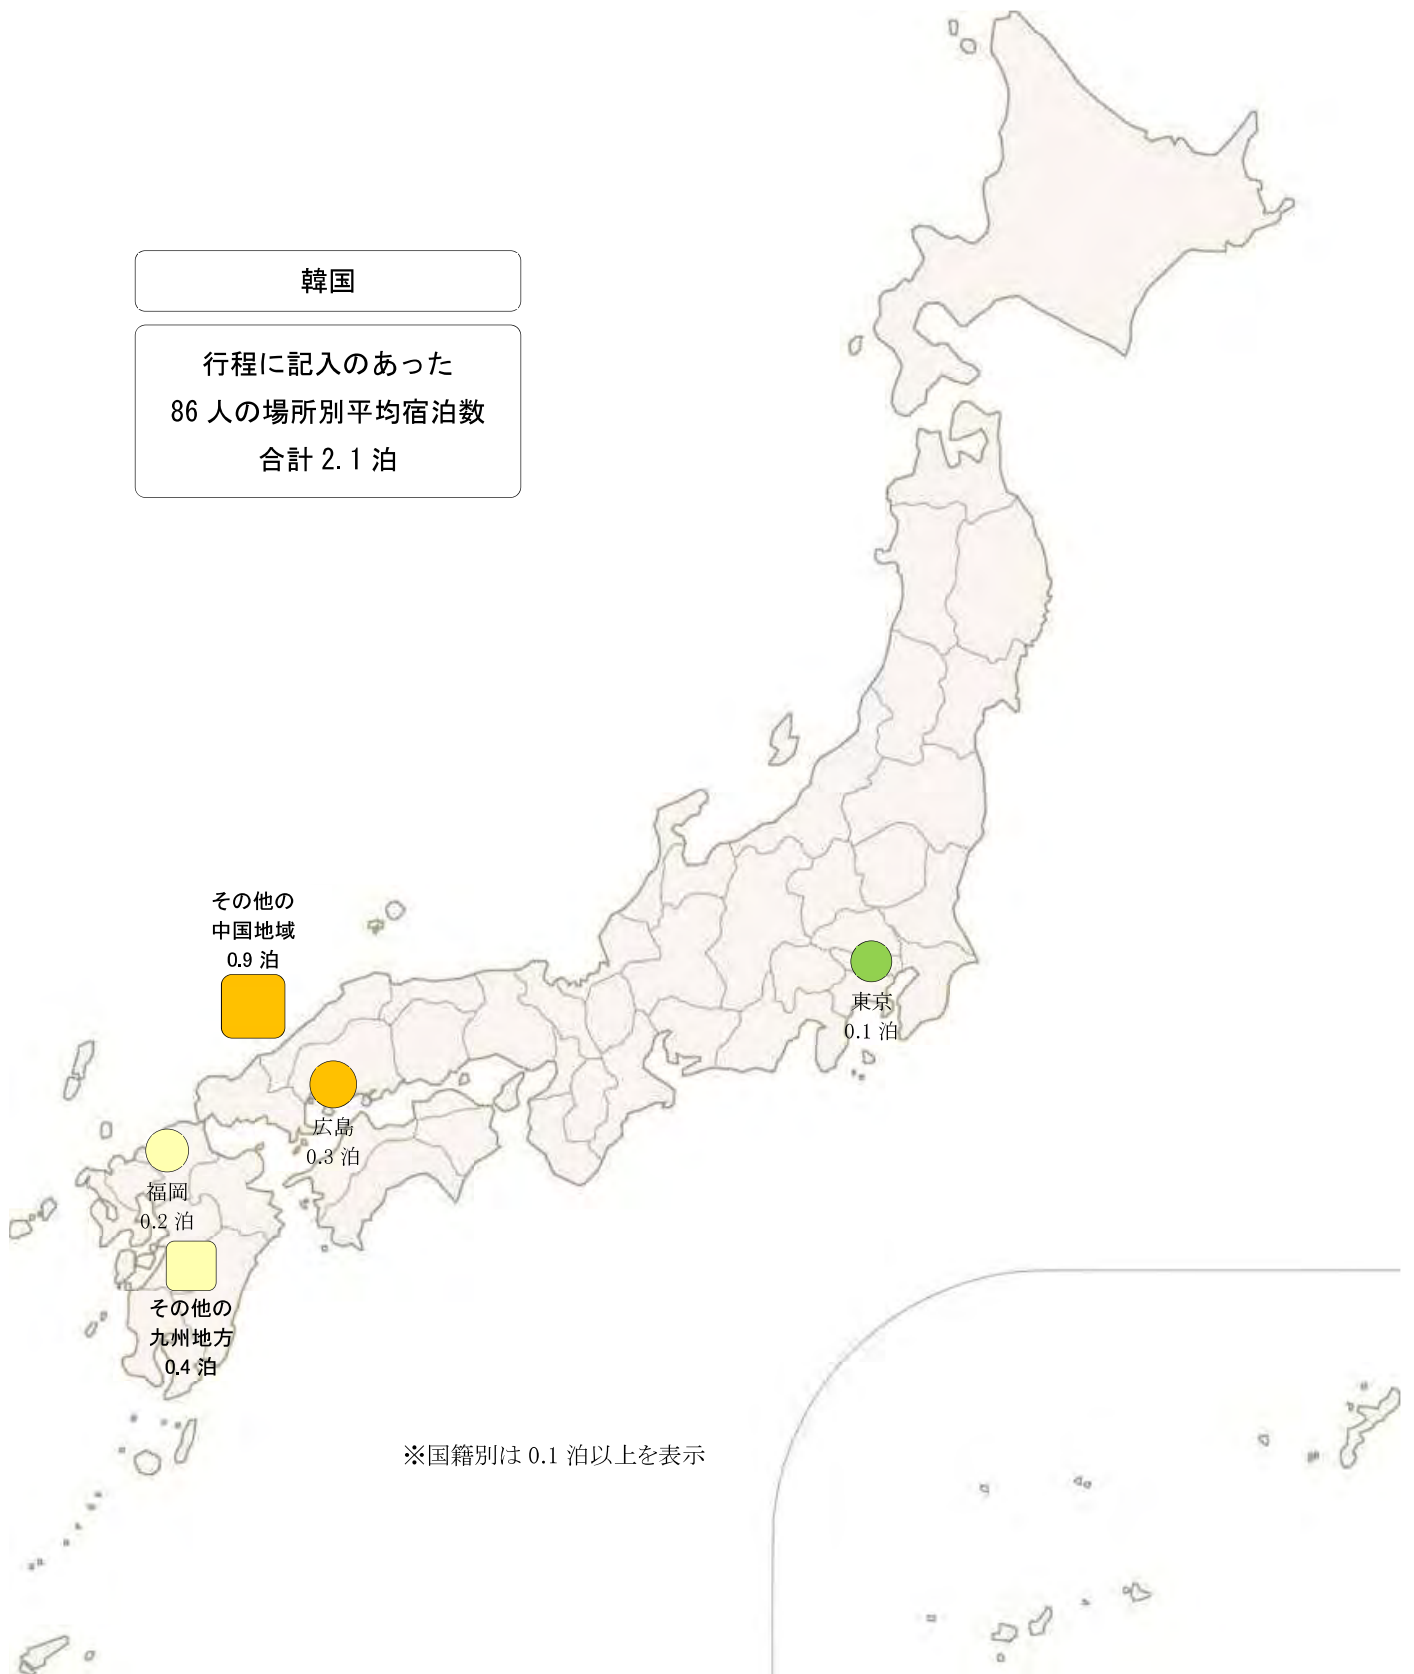 韓国
行程に記入のあった
86 人の場所別平均宿泊数
合計 2.1 泊
その他の
中国地域
0.9 泊
東京
0.1 泊
広島
0.3 泊
福岡
0.2 泊
その他の
九州地方
0.4 泊
※国籍別は 0.1 泊以上を表示